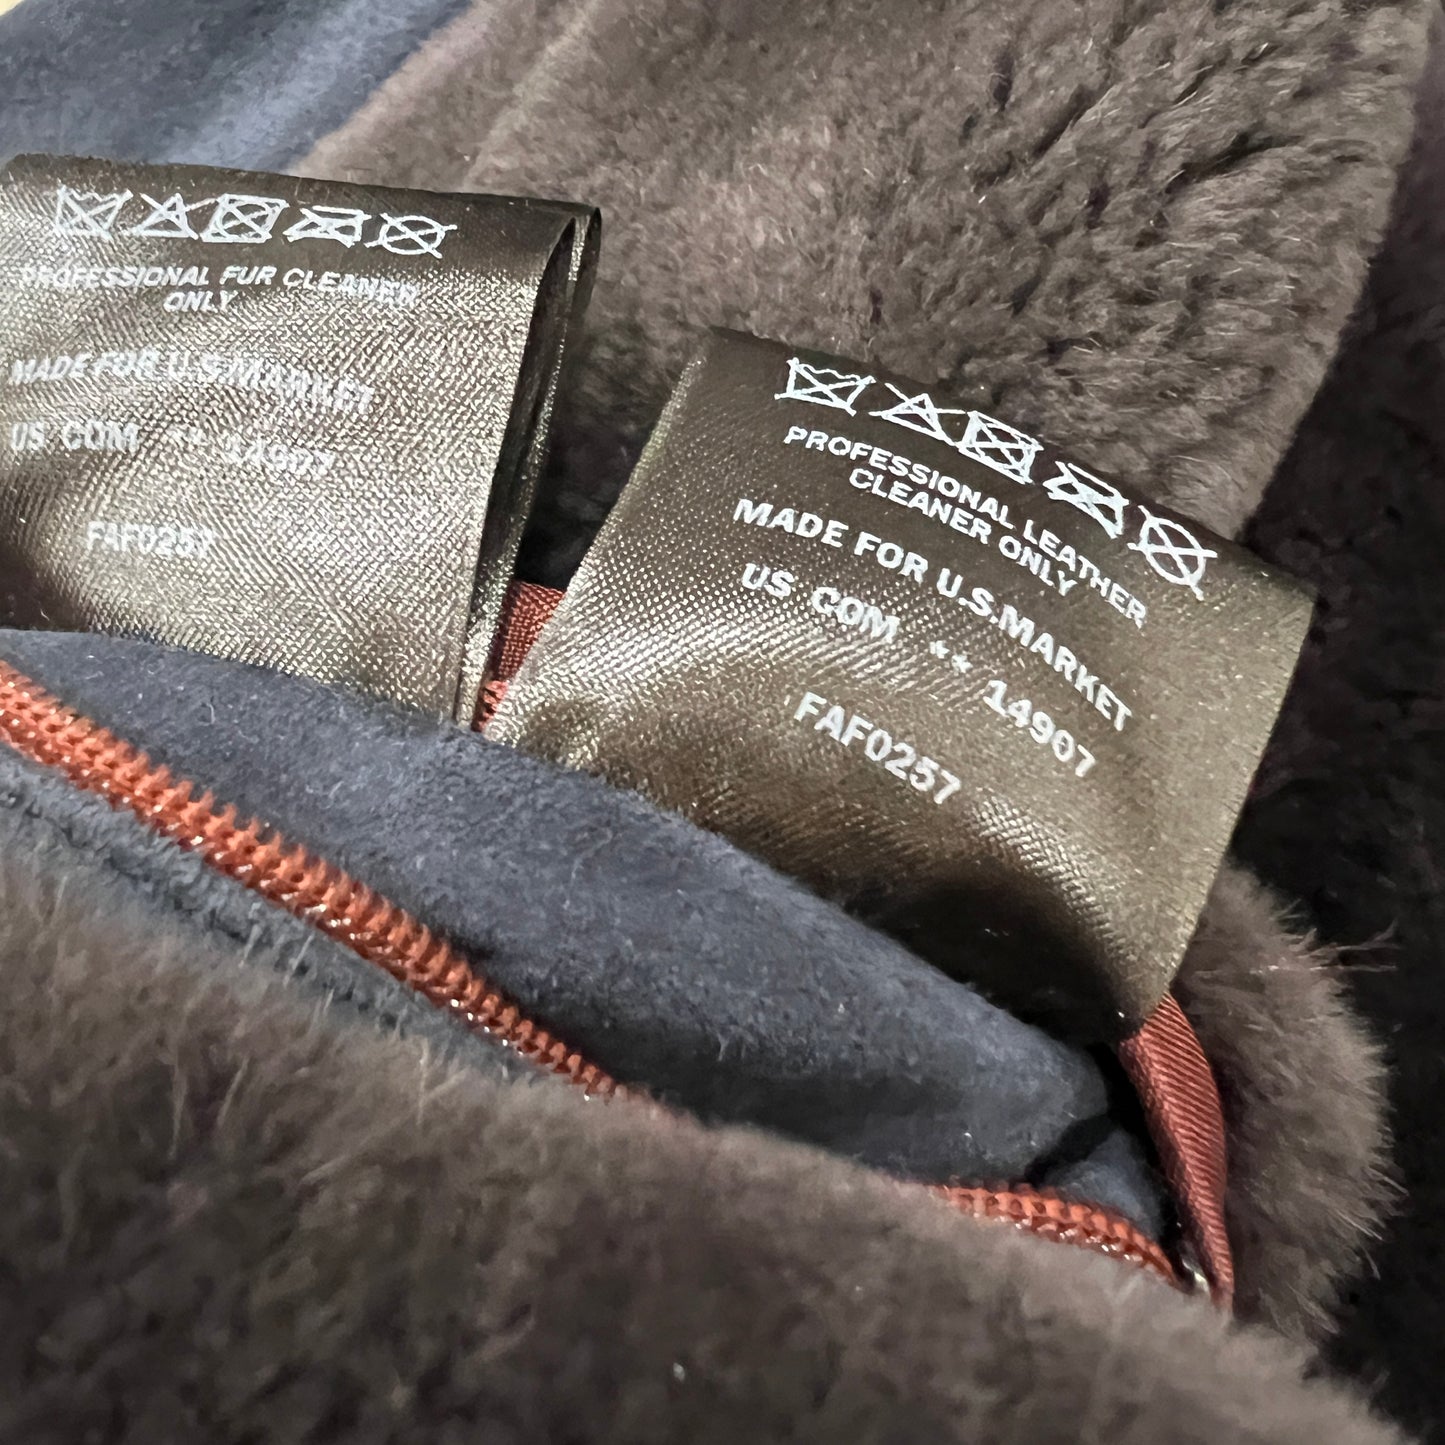 PROFESSIONAL FUR CLEANER
ONLY
MADE FOR U.S.MARKET
US COM ** 14907
FAF0257
PROFESSIONAL LEATHER
CLEANER ONLY
MADE FOR U.S.MARKET
US COM ** 14907
FAF0257